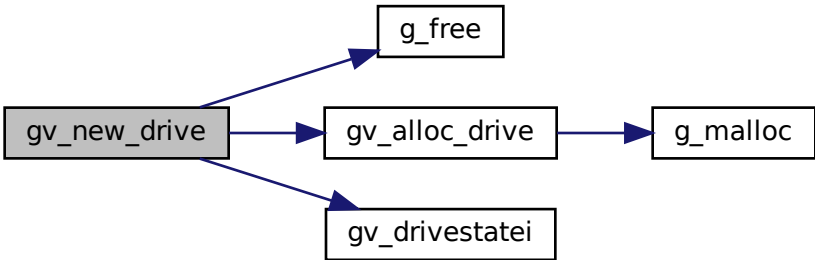 g_free
gv_new_drive
gv_alloc_drive
g_malloc
gv_drivestatei